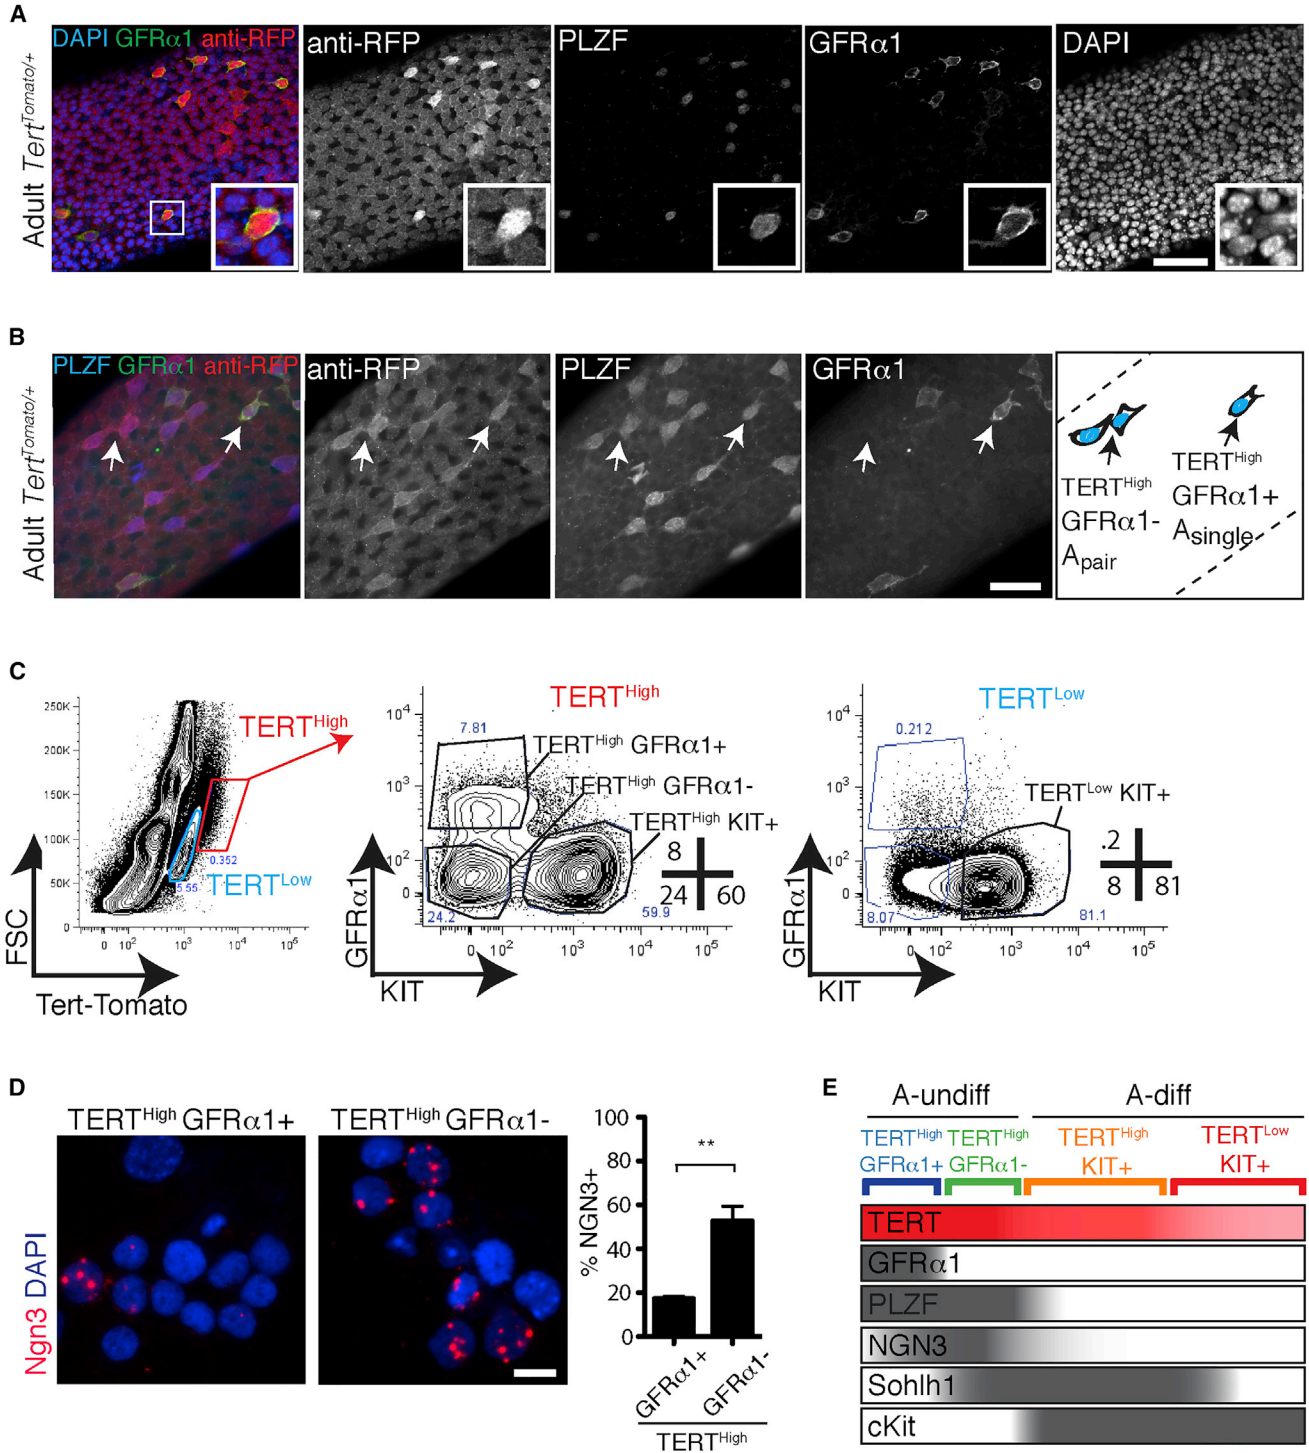 A
Adult Tert^Tomato/+
DAPI GFRα1 anti-RFP
anti-RFP
PLZF
GFRα1
DAPI
B
Adult Tert^Tomato/+
PLZF GFRα1 anti-RFP
anti-RFP
PLZF
GFRα1
TERT^High
GFRα1-
A_pair
TERT^High
GFRα1+
A_single
C
250K
200K
150K
100K
50K
0
0 10^2 10^3 10^4 10^5
FSC
Tert-Tomato
TERT^High
0.352
TERT^Low
5.55
TERT^High
10^4
10^3
10^2
0
0 10^2 10^3 10^4 10^5
GFRα1
KIT
7.81
TERT^High GFRα1+
TERT^High GFRα1-
TERT^High KIT+
24.2
59.9
8
24 60
TERT^Low
10^4
10^3
10^2
0
0 10^2 10^3 10^4 10^5
GFRα1
KIT
0.212
TERT^Low KIT+
8.07
81.1
.2
8 81
D
TERT^High GFRα1+
TERT^High GFRα1-
Ngn3 DAPI
% NGN3+
100
80
60
40
20
0
**
GFRα1+
GFRα1-
TERT^High
E
A-undiff
A-diff
TERT^High
GFRα1+
TERT^High
GFRα1-
TERT^High
KIT+
TERT^Low
KIT+
TERT
GFRα1
PLZF
NGN3
Sohlh1
cKit